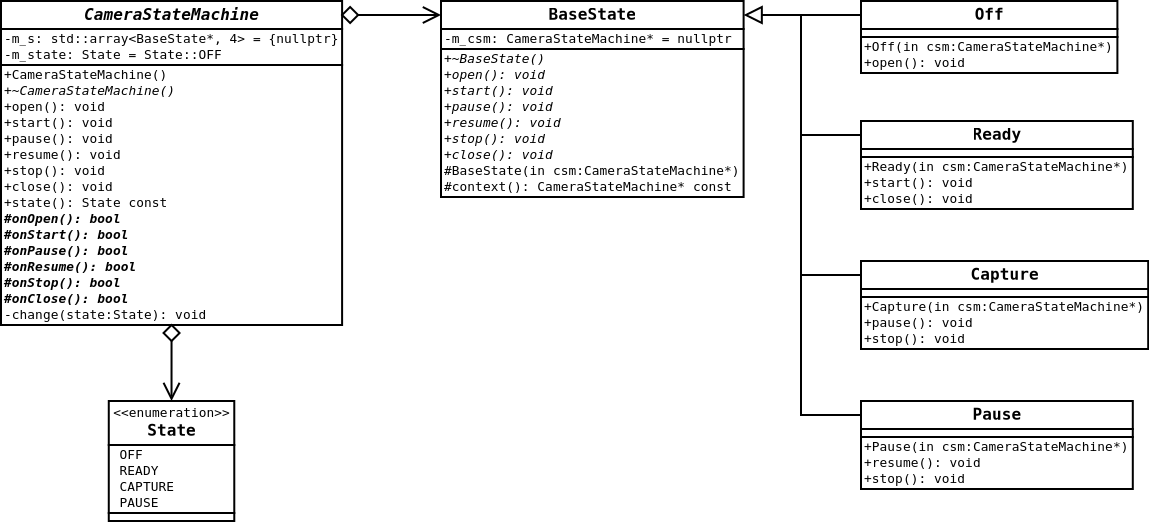 CameraStateMachine
-m_s: std::array<BaseState*, 4> = {nullptr}
-m_state: State = State::OFF
+CameraStateMachine()
+~CameraStateMachine()
+open(): void
+start(): void
+pause(): void
+resume(): void
+stop(): void
+close(): void
+state(): State const
#onOpen(): bool
#onStart(): bool
#onPause(): bool
#onResume(): bool
#onStop(): bool
#onClose(): bool
-change(state:State): void
<<enumeration>>
State
OFF
READY
CAPTURE
PAUSE
BaseState
-m_csm: CameraStateMachine* = nullptr
+~BaseState()
+open(): void
+start(): void
+pause(): void
+resume(): void
+stop(): void
+close(): void
#BaseState(in csm:CameraStateMachine*)
#context(): CameraStateMachine* const
Off
+Off(in csm:CameraStateMachine*)
+open(): void
Ready
+Ready(in csm:CameraStateMachine*)
+start(): void
+close(): void
Capture
+Capture(in csm:CameraStateMachine*)
+pause(): void
+stop(): void
Pause
+Pause(in csm:CameraStateMachine*)
+resume(): void
+stop(): void